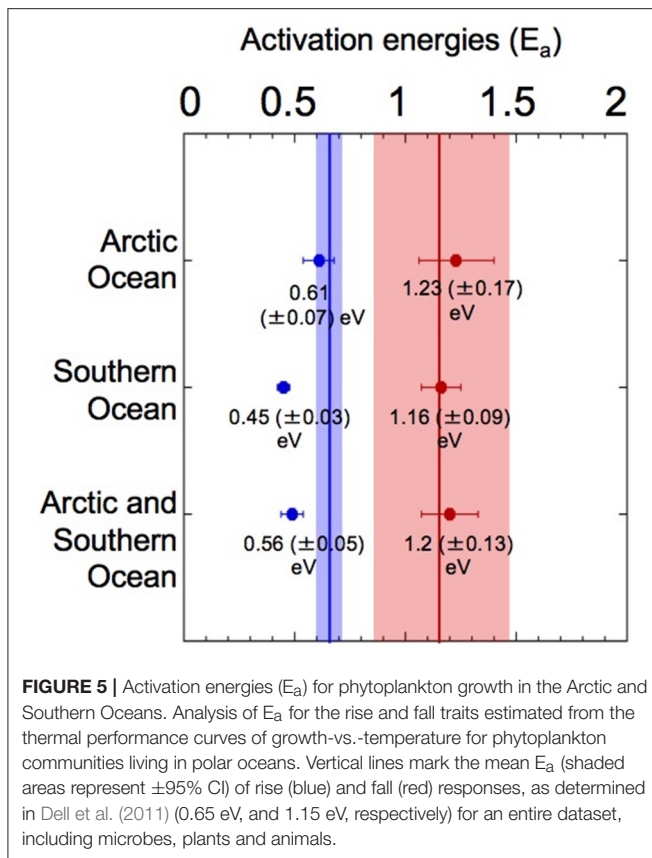 Activation energies (Eₐ)
0 0.5 1 1.5 2
Arctic
Ocean
0.61
(±0.07) eV
1.23 (±0.17)
eV
Southern
Ocean
0.45 (±0.03)
eV
1.16 (±0.09)
eV
Arctic and
Southern
Ocean
0.56 (±0.05)
eV
1.2 (±0.13)
eV
FIGURE 5 | Activation energies (Eₐ) for phytoplankton growth in the Arctic and
Southern Oceans. Analysis of Eₐ for the rise and fall traits estimated from the
thermal performance curves of growth-vs.-temperature for phytoplankton
communities living in polar oceans. Vertical lines mark the mean Eₐ (shaded
areas represent ±95% CI) of rise (blue) and fall (red) responses, as determined
in Dell et al. (2011) (0.65 eV, and 1.15 eV, respectively) for an entire dataset,
including microbes, plants and animals.